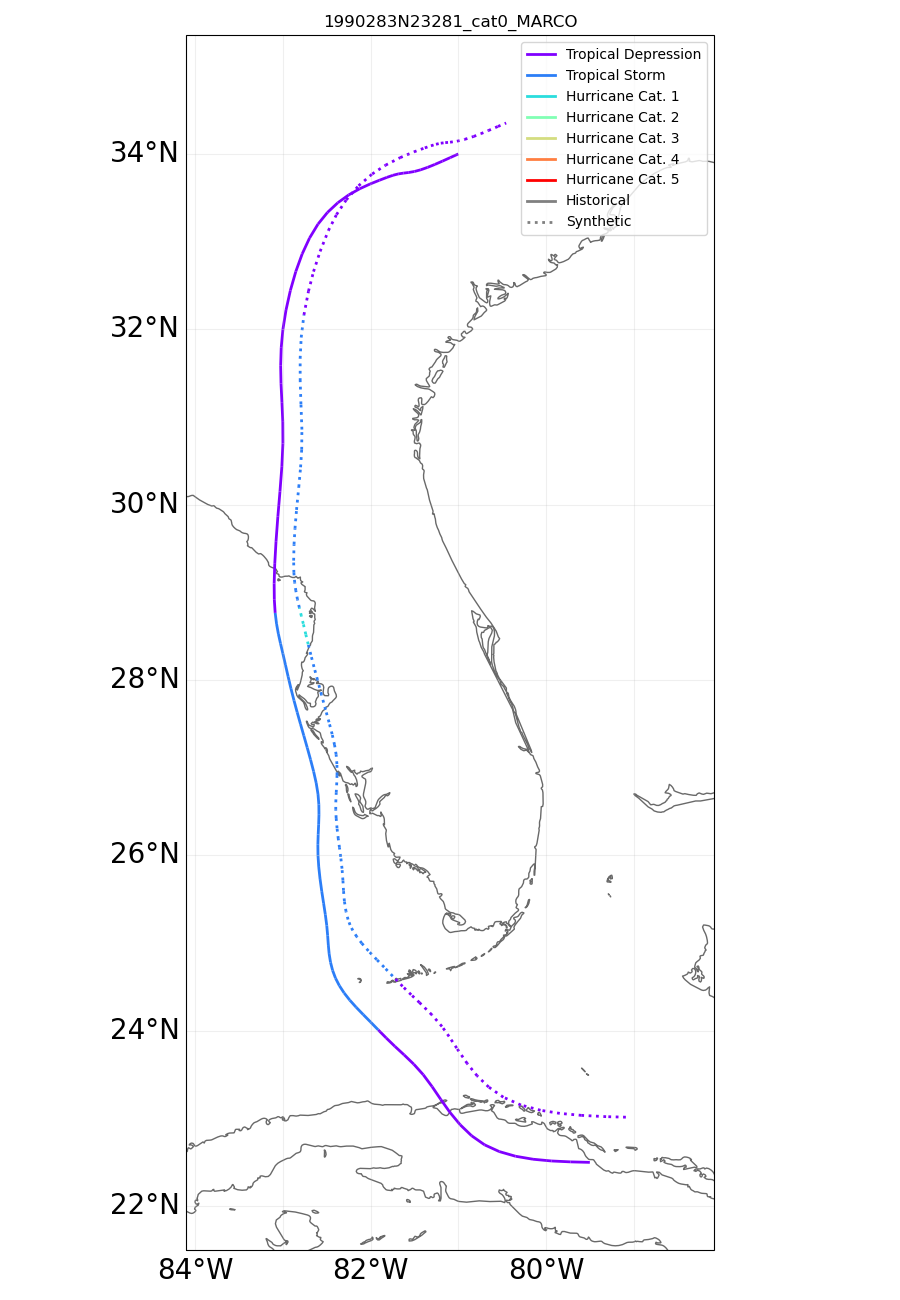 1990283N23281_cat0_MARCO
Tropical Depression
Tropical Storm
Hurricane Cat. 1
Hurricane Cat. 2
Hurricane Cat. 3
Hurricane Cat. 4
Hurricane Cat. 5
Historical
Synthetic
34°N
32°N
30°N
28°N
26°N
24°N
22°N
84°W 82°W 80°W